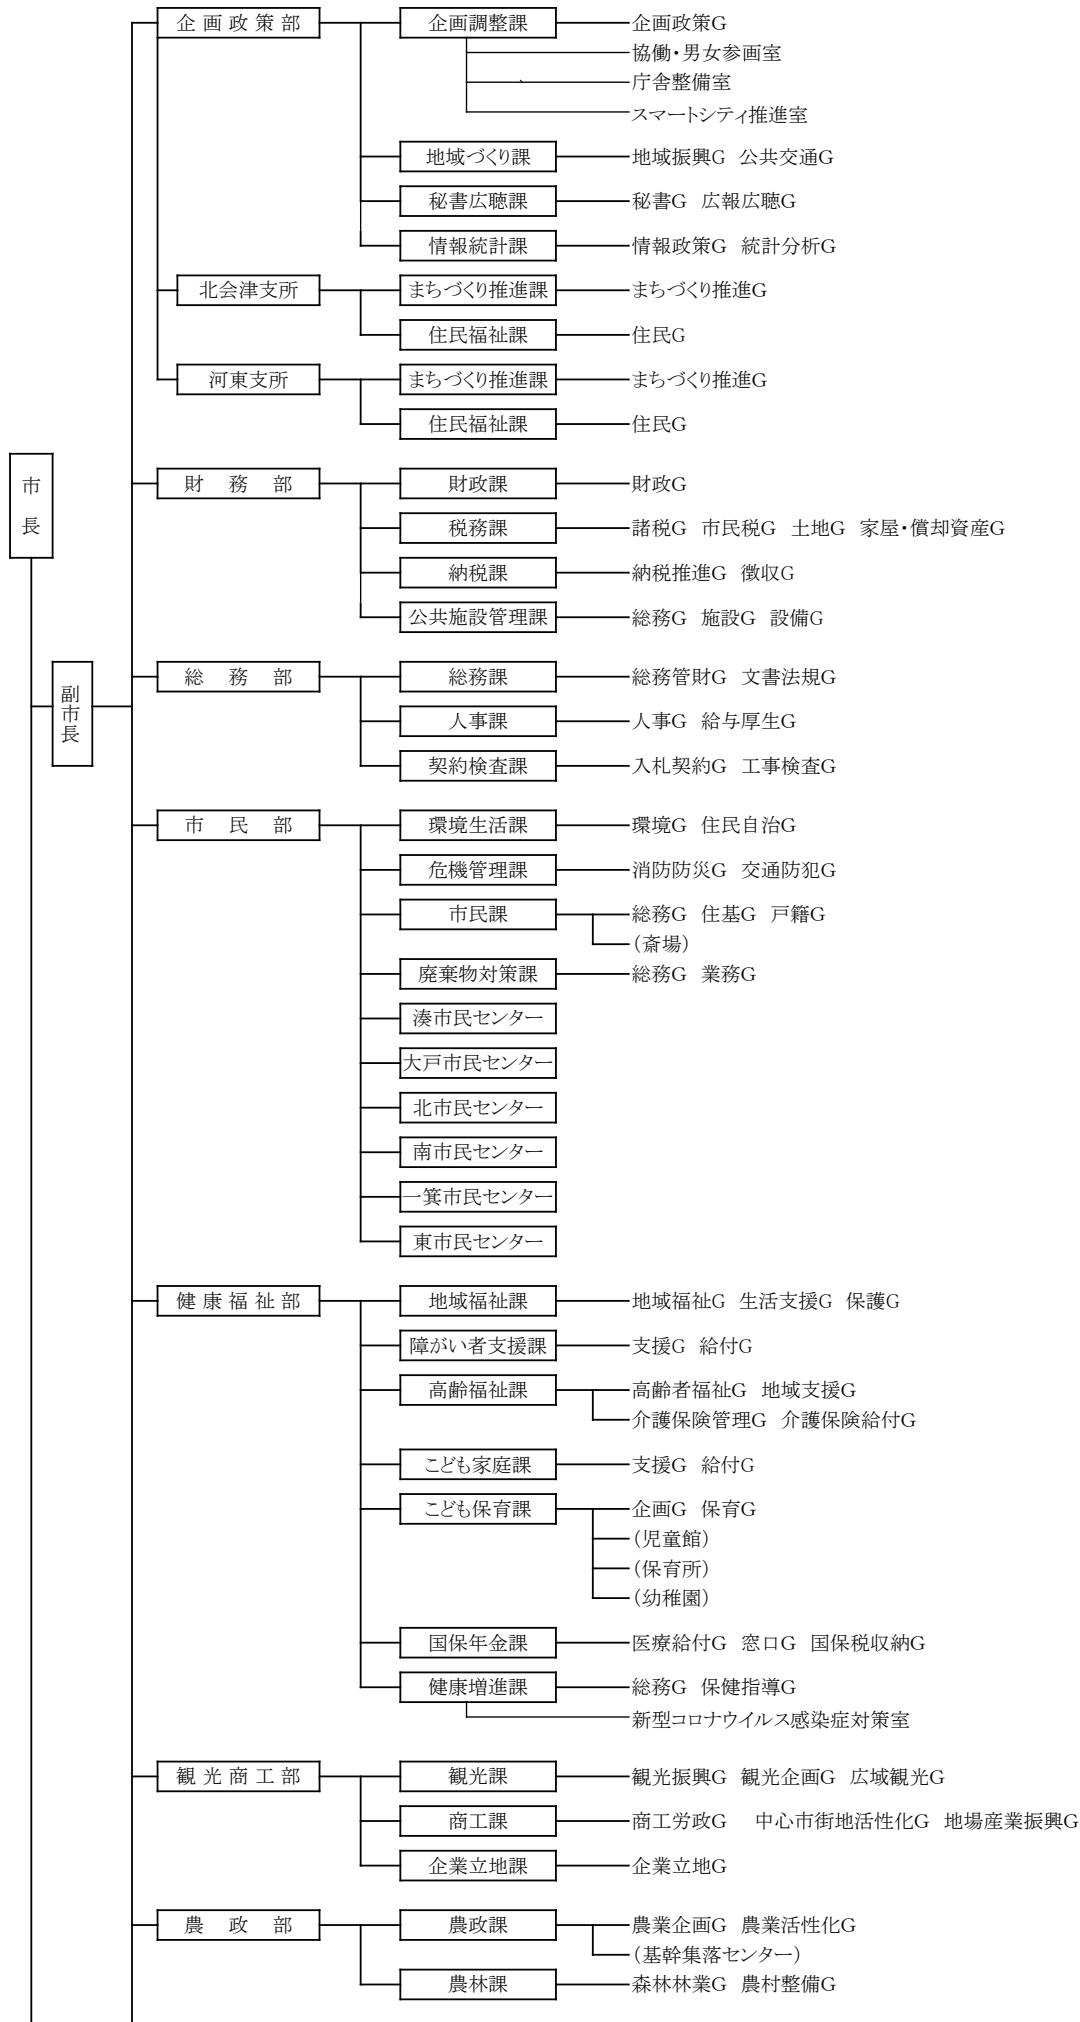 企画政策部 企画調整課 企画政策G
協働・男女参画室
庁舎整備室
スマートシティ推進室
地域づくり課 地域振興G 公共交通G
秘書広聴課 秘書G 広報広聴G
情報統計課 情報政策G 統計分析G
北会津支所 まちづくり推進課 まちづくり推進G
住民福祉課 住民G
河東支所 まちづくり推進課 まちづくり推進G
住民福祉課 住民G
市長
財務部 財政課 財政G
税務課 諸税G 市民税G 土地G 家屋・償却資産G
納税課 納税推進G 徴収G
公共施設管理課 総務G 施設G 設備G
副市長
総務部 総務課 総務管財G 文書法規G
人事課 人事G 給与厚生G
契約検査課 入札契約G 工事検査G
市民部 環境生活課 環境G 住民自治G
危機管理課 消防防災G 交通防犯G
市民課 総務G 住基G 戸籍G
（斎場）
廃棄物対策課 総務G 業務G
湊市民センター
大戸市民センター
北市民センター
南市民センター
一箕市民センター
東市民センター
健康福祉部 地域福祉課 地域福祉G 生活支援G 保護G
障がい者支援課 支援G 給付G
高齢福祉課 高齢者福祉G 地域支援G
介護保険管理G 介護保険給付G
こども家庭課 支援G 給付G
こども保育課 企画G 保育G
（児童館）
（保育所）
（幼稚園）
国保年金課 医療給付G 窓口G 国保税収納G
健康増進課 総務G 保健指導G
新型コロナウイルス感染症対策室
観光商工部 観光課 観光振興G 観光企画G 広域観光G
商工課 商工労政G 中心市街地活性化G 地場産業振興G
企業立地課 企業立地G
農政部 農政課 農業企画G 農業活性化G
（基幹集落センター）
農林課 森林林業G 農村整備G